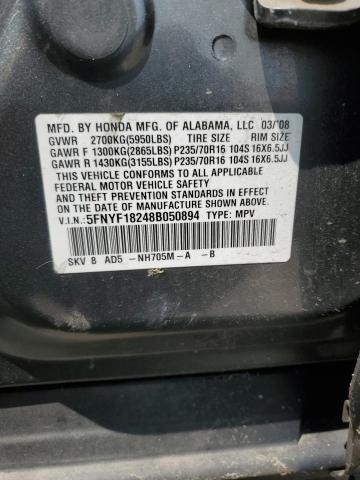 MFD. BY HONDA MFG. OF ALABAMA, LLC 03/'08
GVWR 2700KG(5950LBS) TIRE SIZE RIM SIZE
GAWR F 1300KG(2865LBS) P235/70R16 104S 16X6.5JJ
GAWR R 1430KG(3155LBS) P235/70R16 104S 16X6.5JJ
THIS VEHICLE CONFORMS TO ALL APPLICABLE
FEDERAL MOTOR VEHICLE SAFETY AND
THEFT PREVENTION STANDARDS IN EFFECT
ON THE DATE OF MANUFACTURE SHOWN ABOVE.
V.I.N.: 5FNYF18248B050894 TYPE: MPV
SKV 8 AD5 -NH705M-A -B